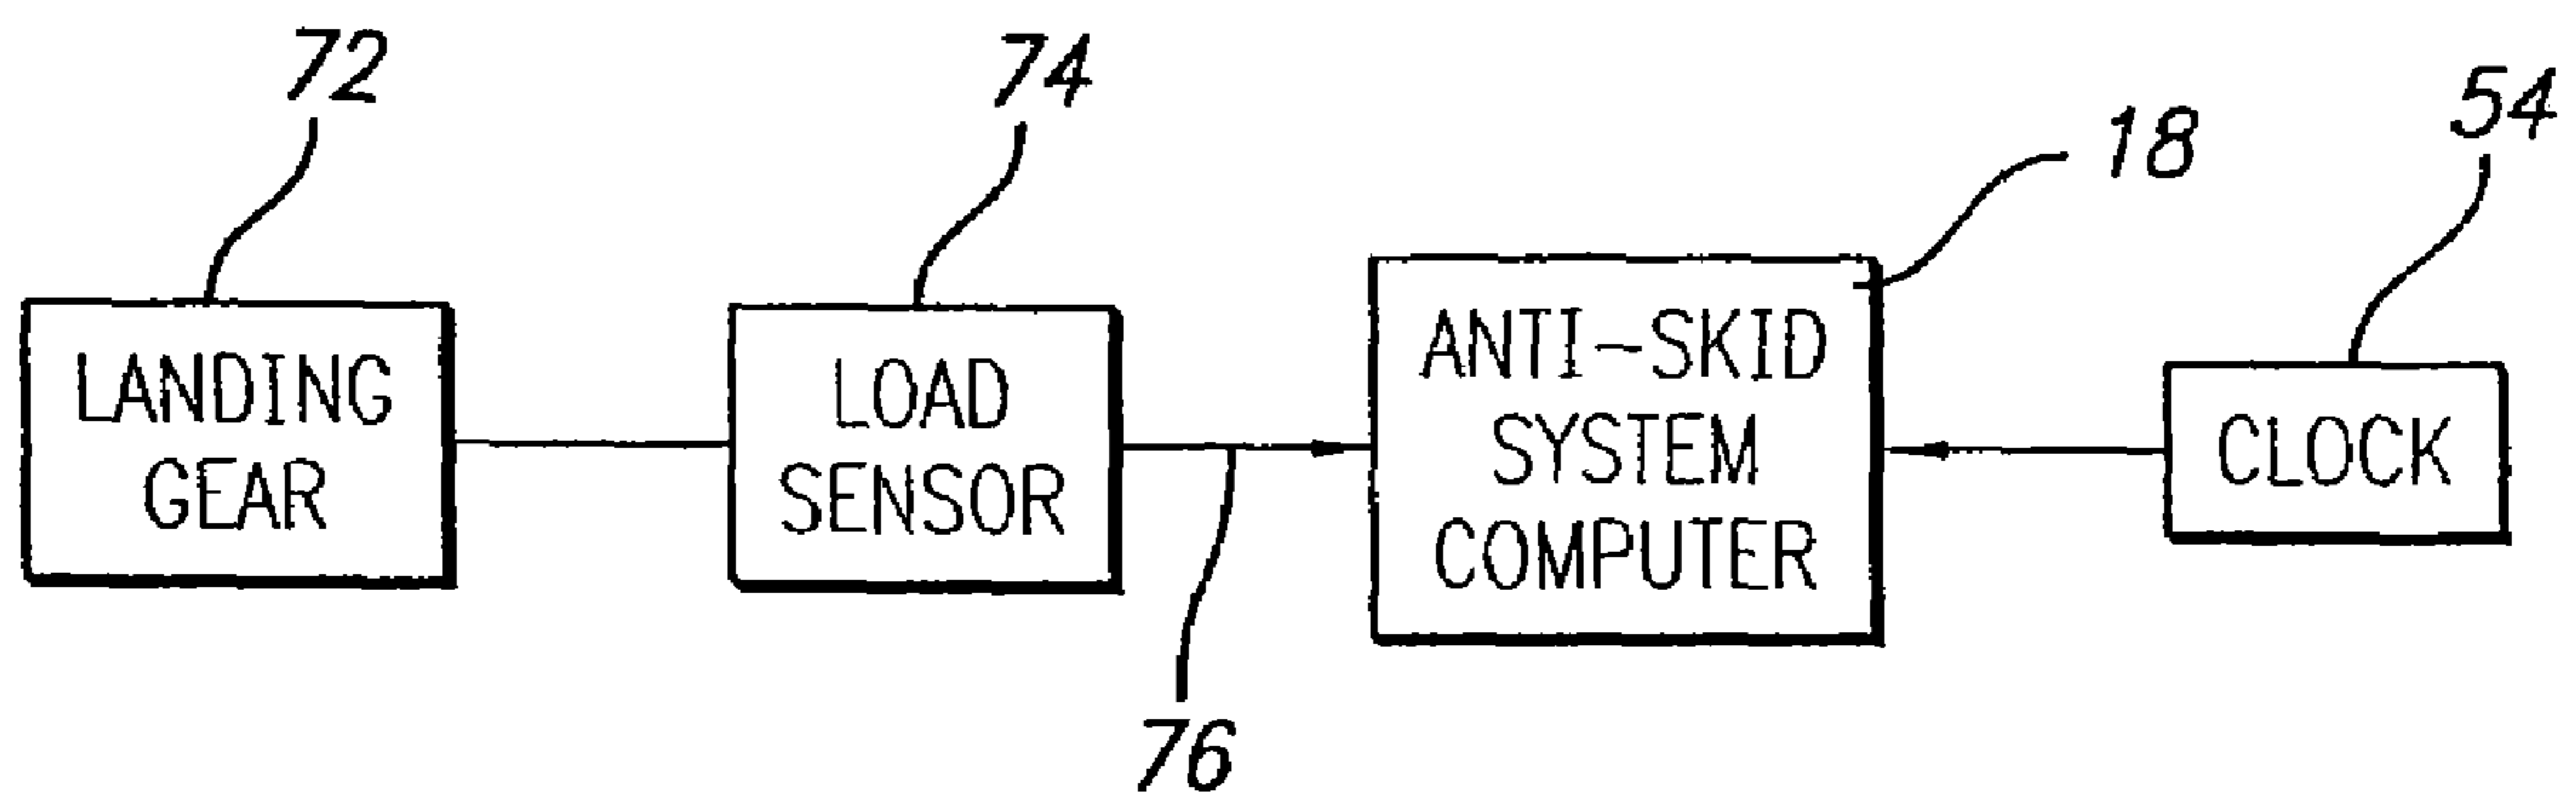 72
74
18
54
LANDING
GEAR
LOAD
SENSOR
ANTI-SKID
SYSTEM
COMPUTER
CLOCK
76